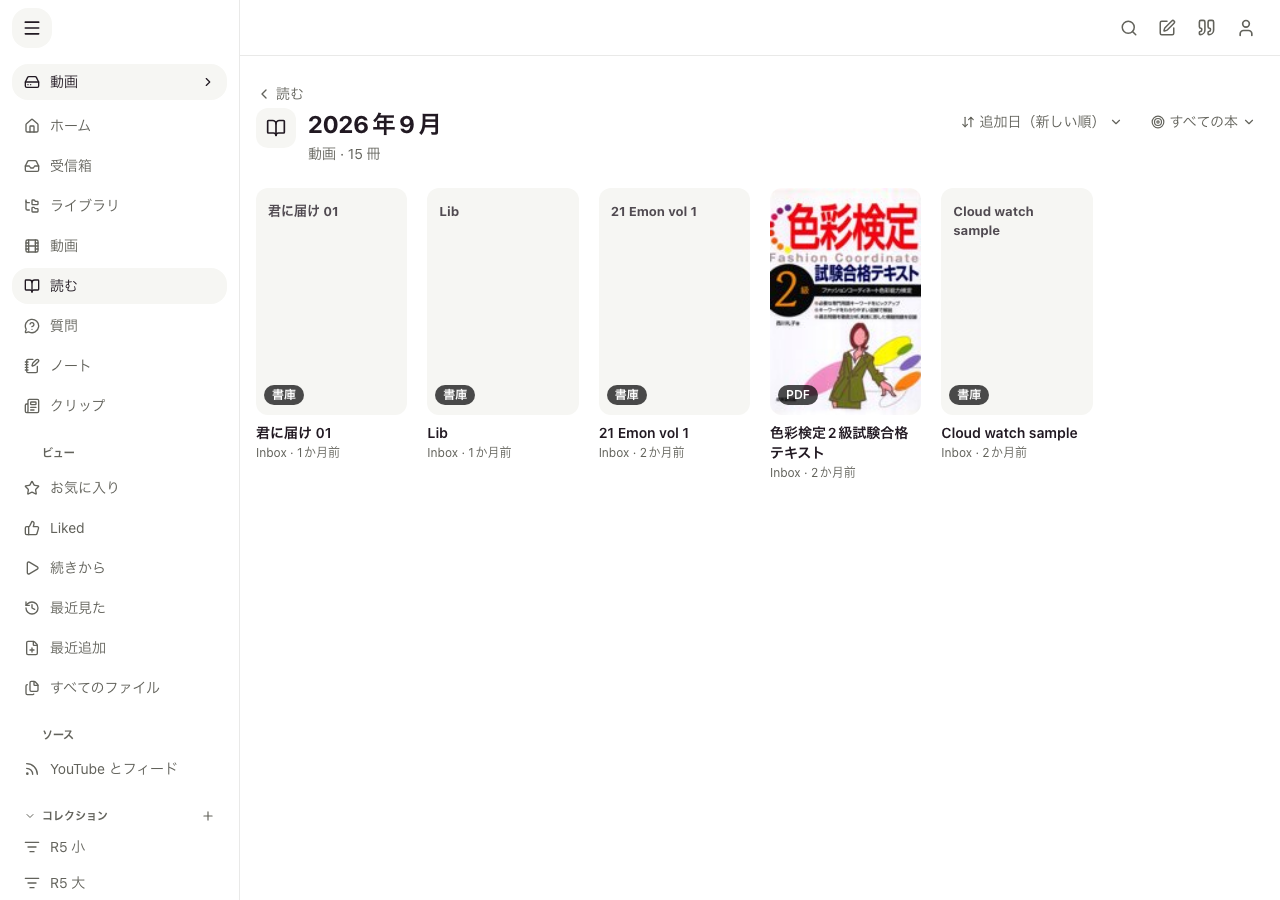 動画
ホーム
受信箱
ライブラリ
動画
読む
質問
ノート
クリップ
ビュー
お気に入り
Liked
続きから
最近見た
最近追加
すべてのファイル
ソース
YouTube とフィード
コレクション
R5 小
R5 大
読む
2026年9月
動画 · 15 冊
追加日（新しい順）
すべての本
君に届け 01
書庫
君に届け 01
Inbox · 1か月前
Lib
書庫
Lib
Inbox · 1か月前
21 Emon vol 1
書庫
21 Emon vol 1
Inbox · 2か月前
色彩検定
Fashion Coordinate
2級
試験合格テキスト
ファッションコーディネート色彩能力検定
PDF
色彩検定2級試験合格
テキスト
Inbox · 2か月前
Cloud watch
sample
書庫
Cloud watch sample
Inbox · 2か月前